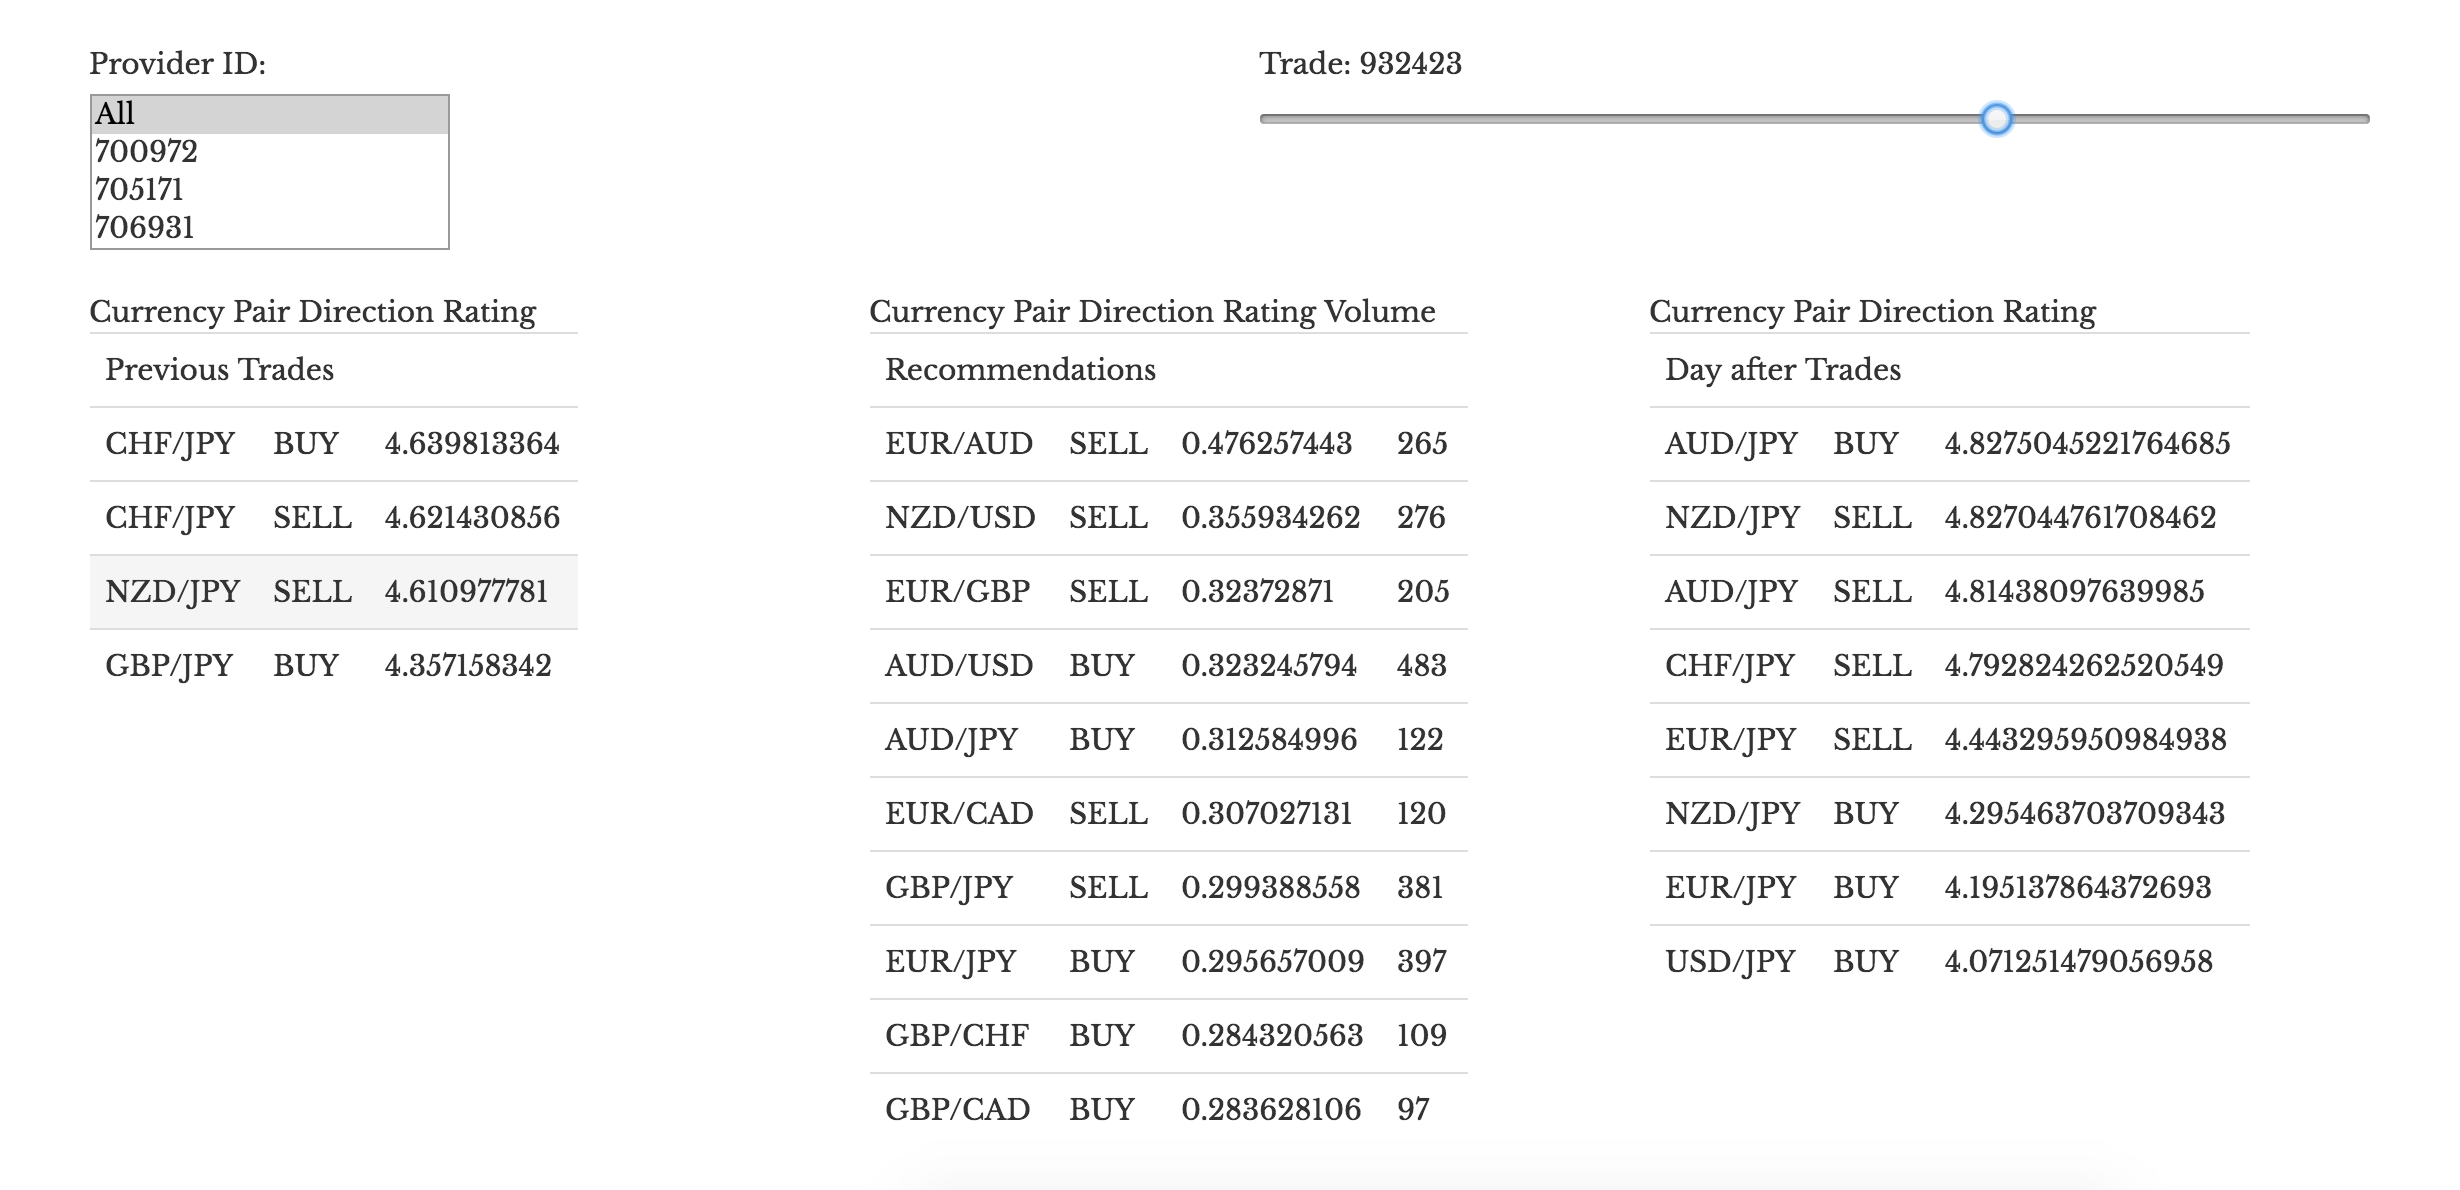 Provider ID:
All
700972
705171
706931
Trade: 932423
Currency Pair Direction Rating
Previous Trades
CHF/JPY BUY 4.639813364
CHF/JPY SELL 4.621430856
NZD/JPY SELL 4.610977781
GBP/JPY BUY 4.357158342
Currency Pair Direction Rating Volume
Recommendations
EUR/AUD SELL 0.476257443 265
NZD/USD SELL 0.355934262 276
EUR/GBP SELL 0.32372871 205
AUD/USD BUY 0.323245794 483
AUD/JPY BUY 0.312584996 122
EUR/CAD SELL 0.307027131 120
GBP/JPY SELL 0.299388558 381
EUR/JPY BUY 0.295657009 397
GBP/CHF BUY 0.284320563 109
GBP/CAD BUY 0.283628106 97
Currency Pair Direction Rating
Day after Trades
AUD/JPY BUY 4.8275045221764685
NZD/JPY SELL 4.827044761708462
AUD/JPY SELL 4.81438097639985
CHF/JPY SELL 4.792824262520549
EUR/JPY SELL 4.443295950984938
NZD/JPY BUY 4.295463703709343
EUR/JPY BUY 4.195137864372693
USD/JPY BUY 4.071251479056958